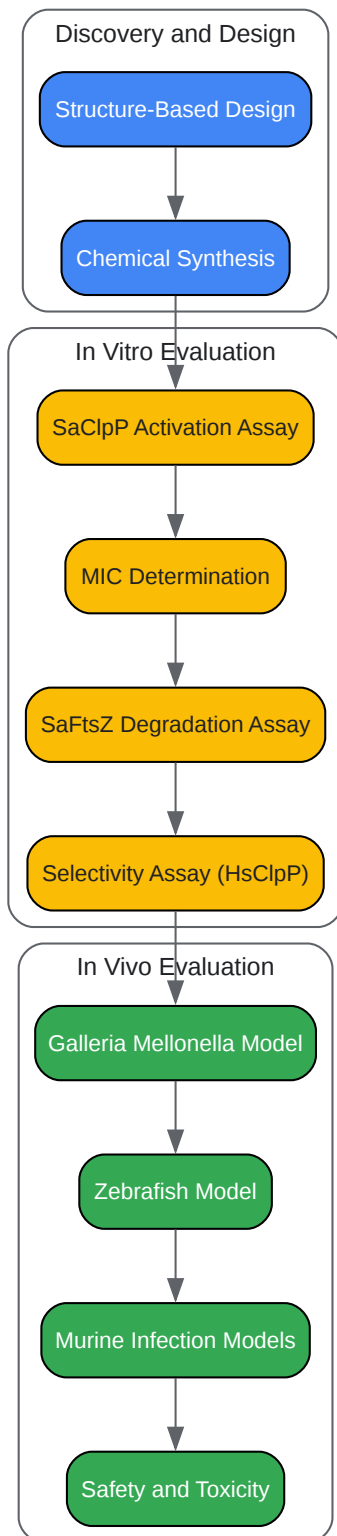 Discovery and Design
Structure-Based Design
Chemical Synthesis
In Vitro Evaluation
SaClpP Activation Assay
MIC Determination
SaFtsZ Degradation Assay
Selectivity Assay (HsClpP)
In Vivo Evaluation
Galleria Mellonella Model
Zebrafish Model
Murine Infection Models
Safety and Toxicity